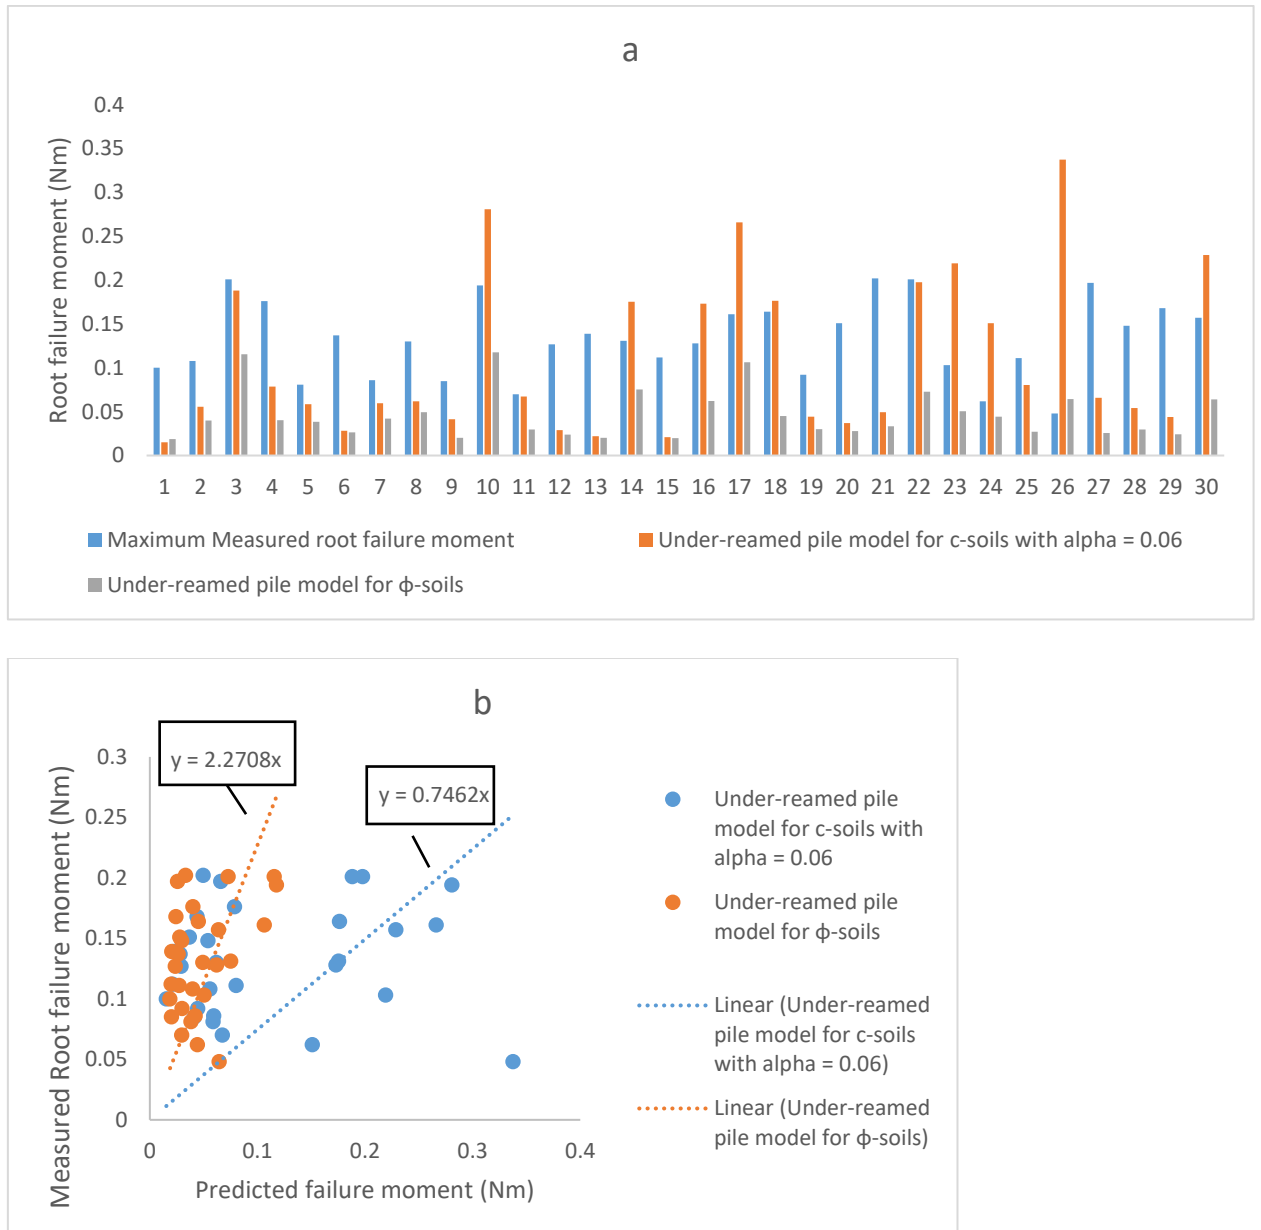 a
Root failure moment (Nm)
0.4
0.35
0.3
0.25
0.2
0.15
0.1
0.05
0
1 2 3 4 5 6 7 8 9 10 11 12 13 14 15 16 17 18 19 20 21 22 23 24 25 26 27 28 29 30
Maximum Measured root failure moment
Under-reamed pile model for c-soils with alpha = 0.06
Under-reamed pile model for ϕ-soils
b
Measured Root failure moment (Nm)
0.3
0.25
0.2
0.15
0.1
0.05
0
y = 2.2708x
y = 0.7462x
0 0.1 0.2 0.3 0.4
Predicted failure moment (Nm)
Under-reamed pile
model for c-soils with
alpha = 0.06
Under-reamed pile
model for ϕ-soils
Linear (Under-reamed
pile model for c-soils
with alpha = 0.06)
Linear (Under-reamed
pile model for ϕ-soils)